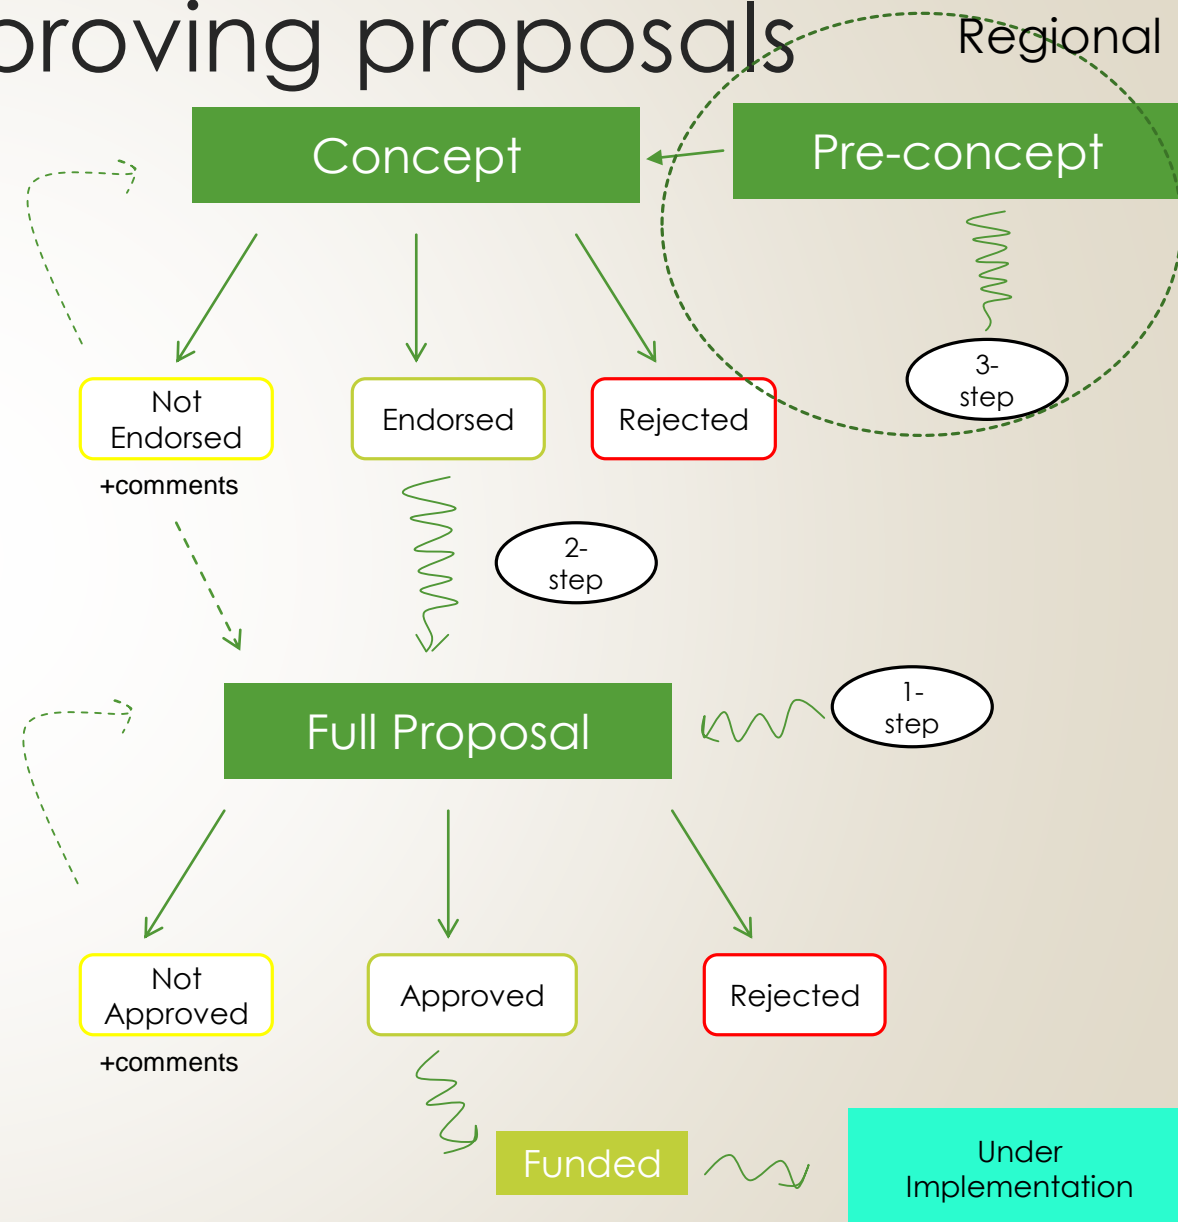 proving proposals
Regional
Concept
Pre-concept
Not
Endorsed
Endorsed
Rejected
3-
step
+comments
2-
step
1-
step
Full Proposal
Not
Approved
Approved
Rejected
+comments
Funded
Under
Implementation